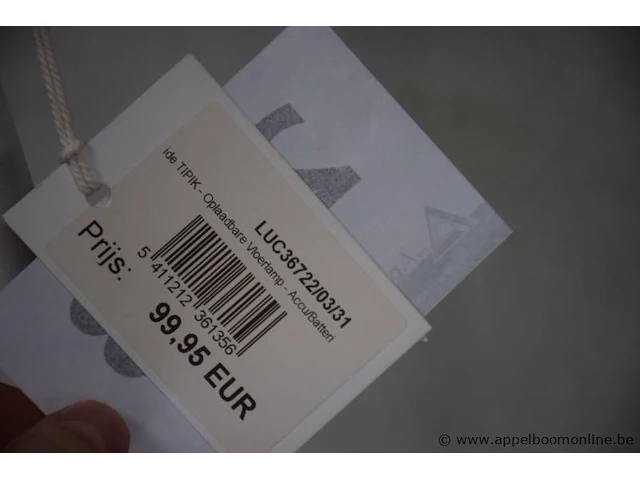 LUC36722/03/31
ide TIPIK - Oplaadbare Vloerlamp - Accu/Batteri
5 411212 361356
Prijs:
99,95 EUR
© www.appelboomonline.be